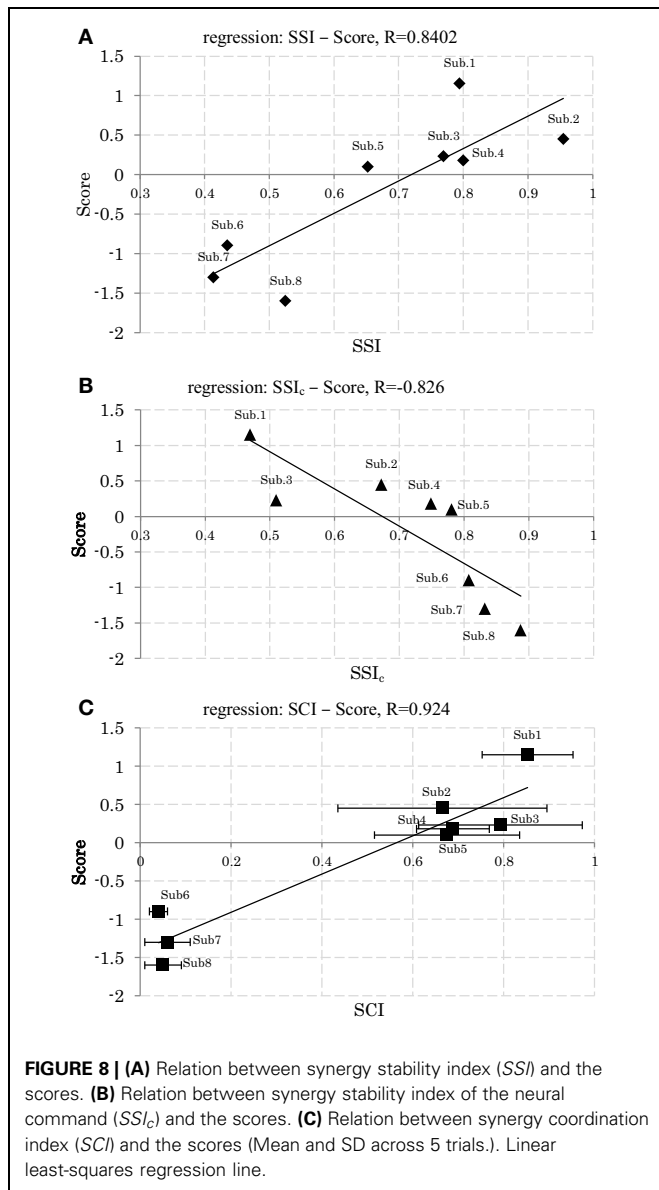 A
regression: SSI – Score, R=0.8402
1.5
1
0.5
0
-0.5
-1
-1.5
-2
Score
0.3 0.4 0.5 0.6 0.7 0.8 0.9 1
Sub.1
Sub.2
Sub.3
Sub.4
Sub.5
Sub.6
Sub.7
Sub.8
SSI
B
regression: SSIc – Score, R=-0.826
1.5
1
0.5
0
-0.5
-1
-1.5
-2
Score
0.3 0.4 0.5 0.6 0.7 0.8 0.9 1
Sub.1
Sub.2
Sub.3
Sub.4
Sub.5
Sub.6
Sub.7
Sub.8
SSIc
C
regression: SCI – Score, R=0.924
1.5
1
0.5
0
-0.5
-1
-1.5
-2
Score
0 0.2 0.4 0.6 0.8 1
Sub1
Sub2
Sub3
Sub4
Sub5
Sub6
Sub7
Sub8
SCI
FIGURE 8 | (A) Relation between synergy stability index (SSI) and the
scores. (B) Relation between synergy stability index of the neural
command (SSIc) and the scores. (C) Relation between synergy coordination
index (SCI) and the scores (Mean and SD across 5 trials.). Linear
least-squares regression line.